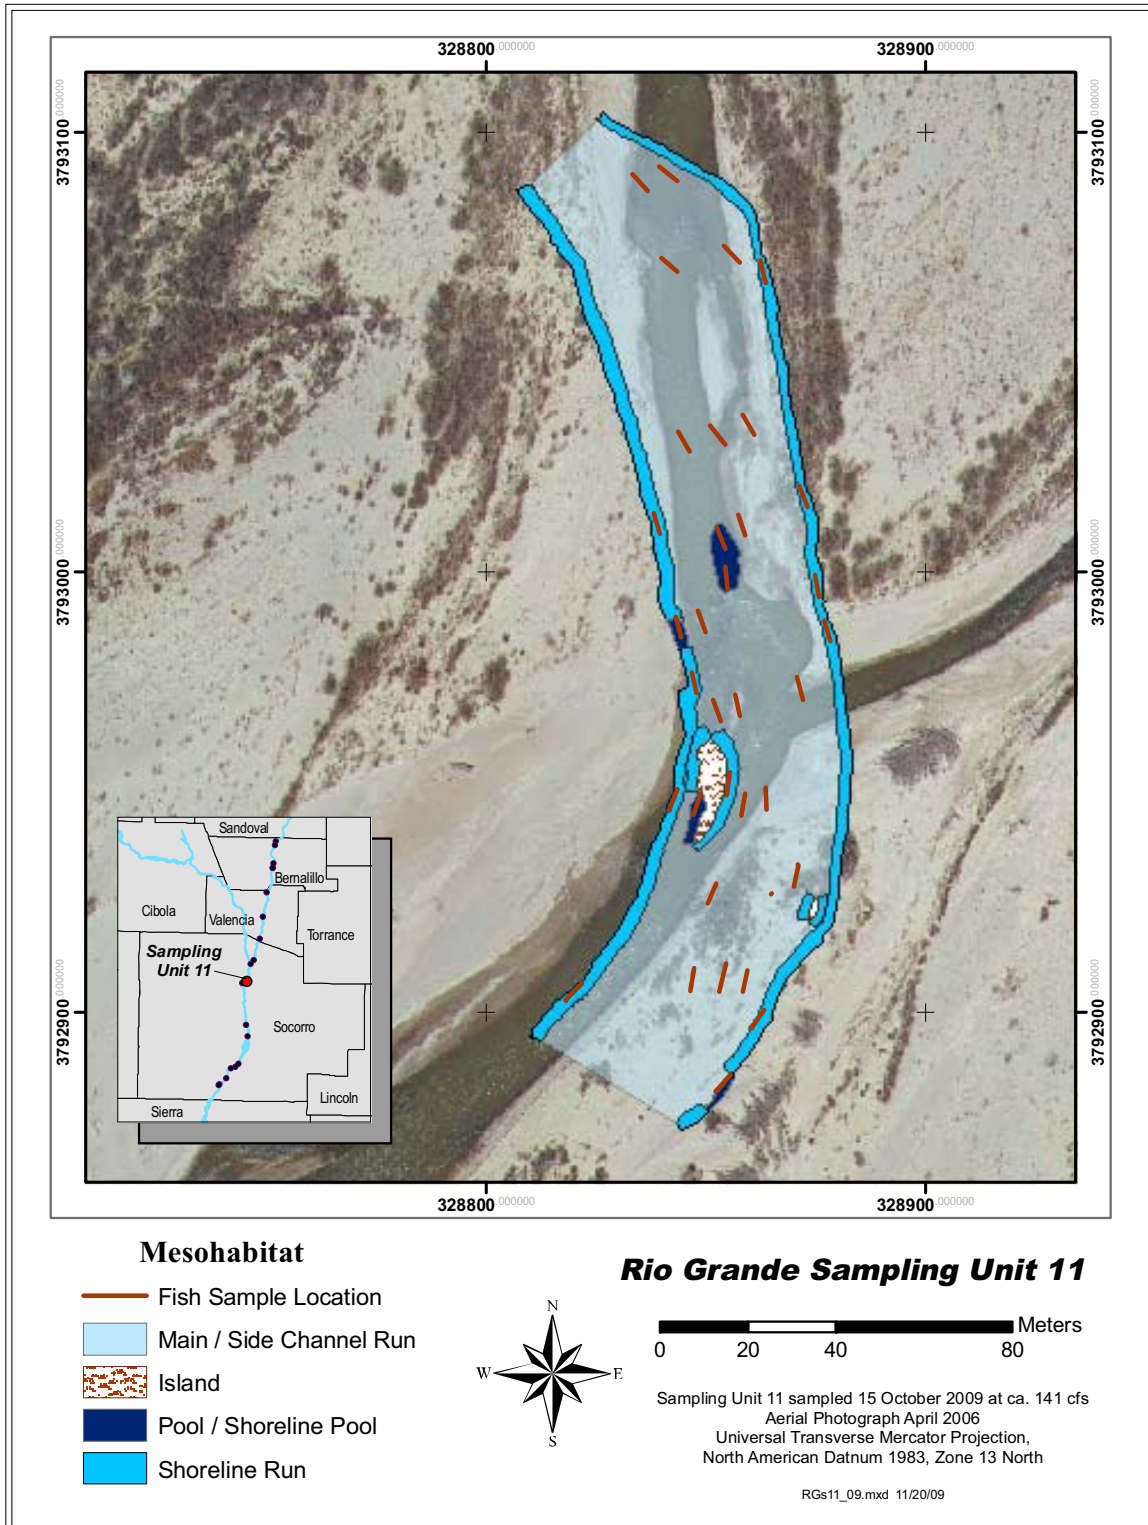 328800.000000 328900.000000
3793100.000000 3793100.000000
3793000.000000 3793000.000000
3792900.000000 3792900.000000
Sandoval
Bernalillo
Cibola
Valencia
Torrance
Sampling
Unit 11
Socorro
Lincoln
Sierra
328800.000000 328900.000000
Mesohabitat
Fish Sample Location
Main / Side Channel Run
Island
Pool / Shoreline Pool
Shoreline Run
N
W E
S
Rio Grande Sampling Unit 11
Meters
0 20 40 80
Sampling Unit 11 sampled 15 October 2009 at ca. 141 cfs
Aerial Photograph April 2006
Universal Transverse Mercator Projection,
North American Datnum 1983, Zone 13 North
RGs11_09.mxd 11/20/09